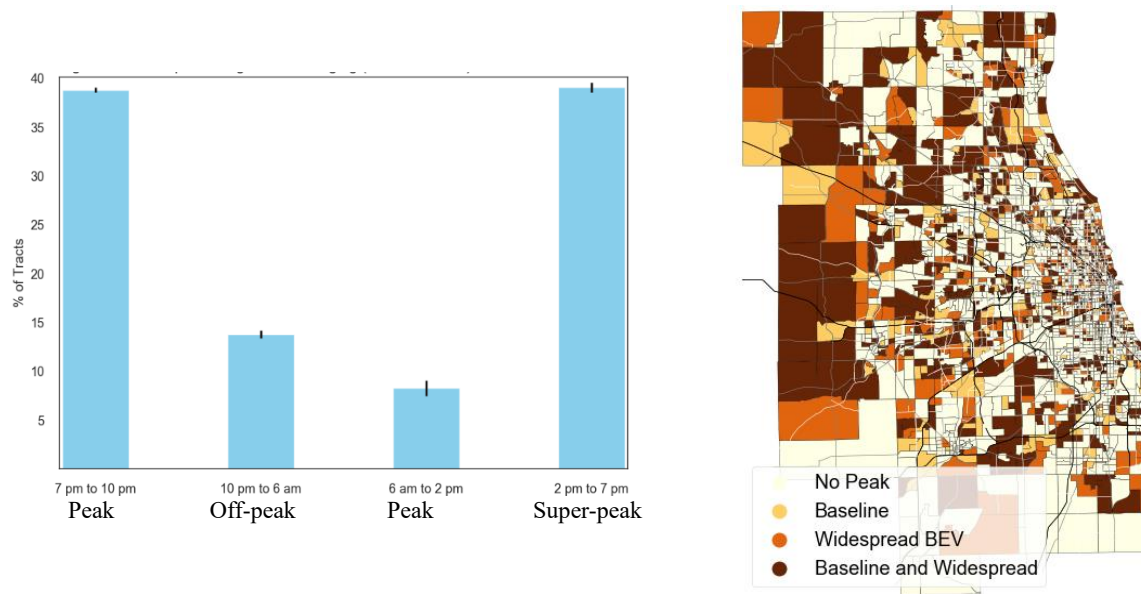 40
35
30
25
20
15
10
5
% of Tracts
7 pm to 10 pm
10 pm to 6 am
6 am to 2 pm
2 pm to 7 pm
Peak
Off-peak
Peak
Super-peak
No Peak
Baseline
Widespread BEV
Baseline and Widespread